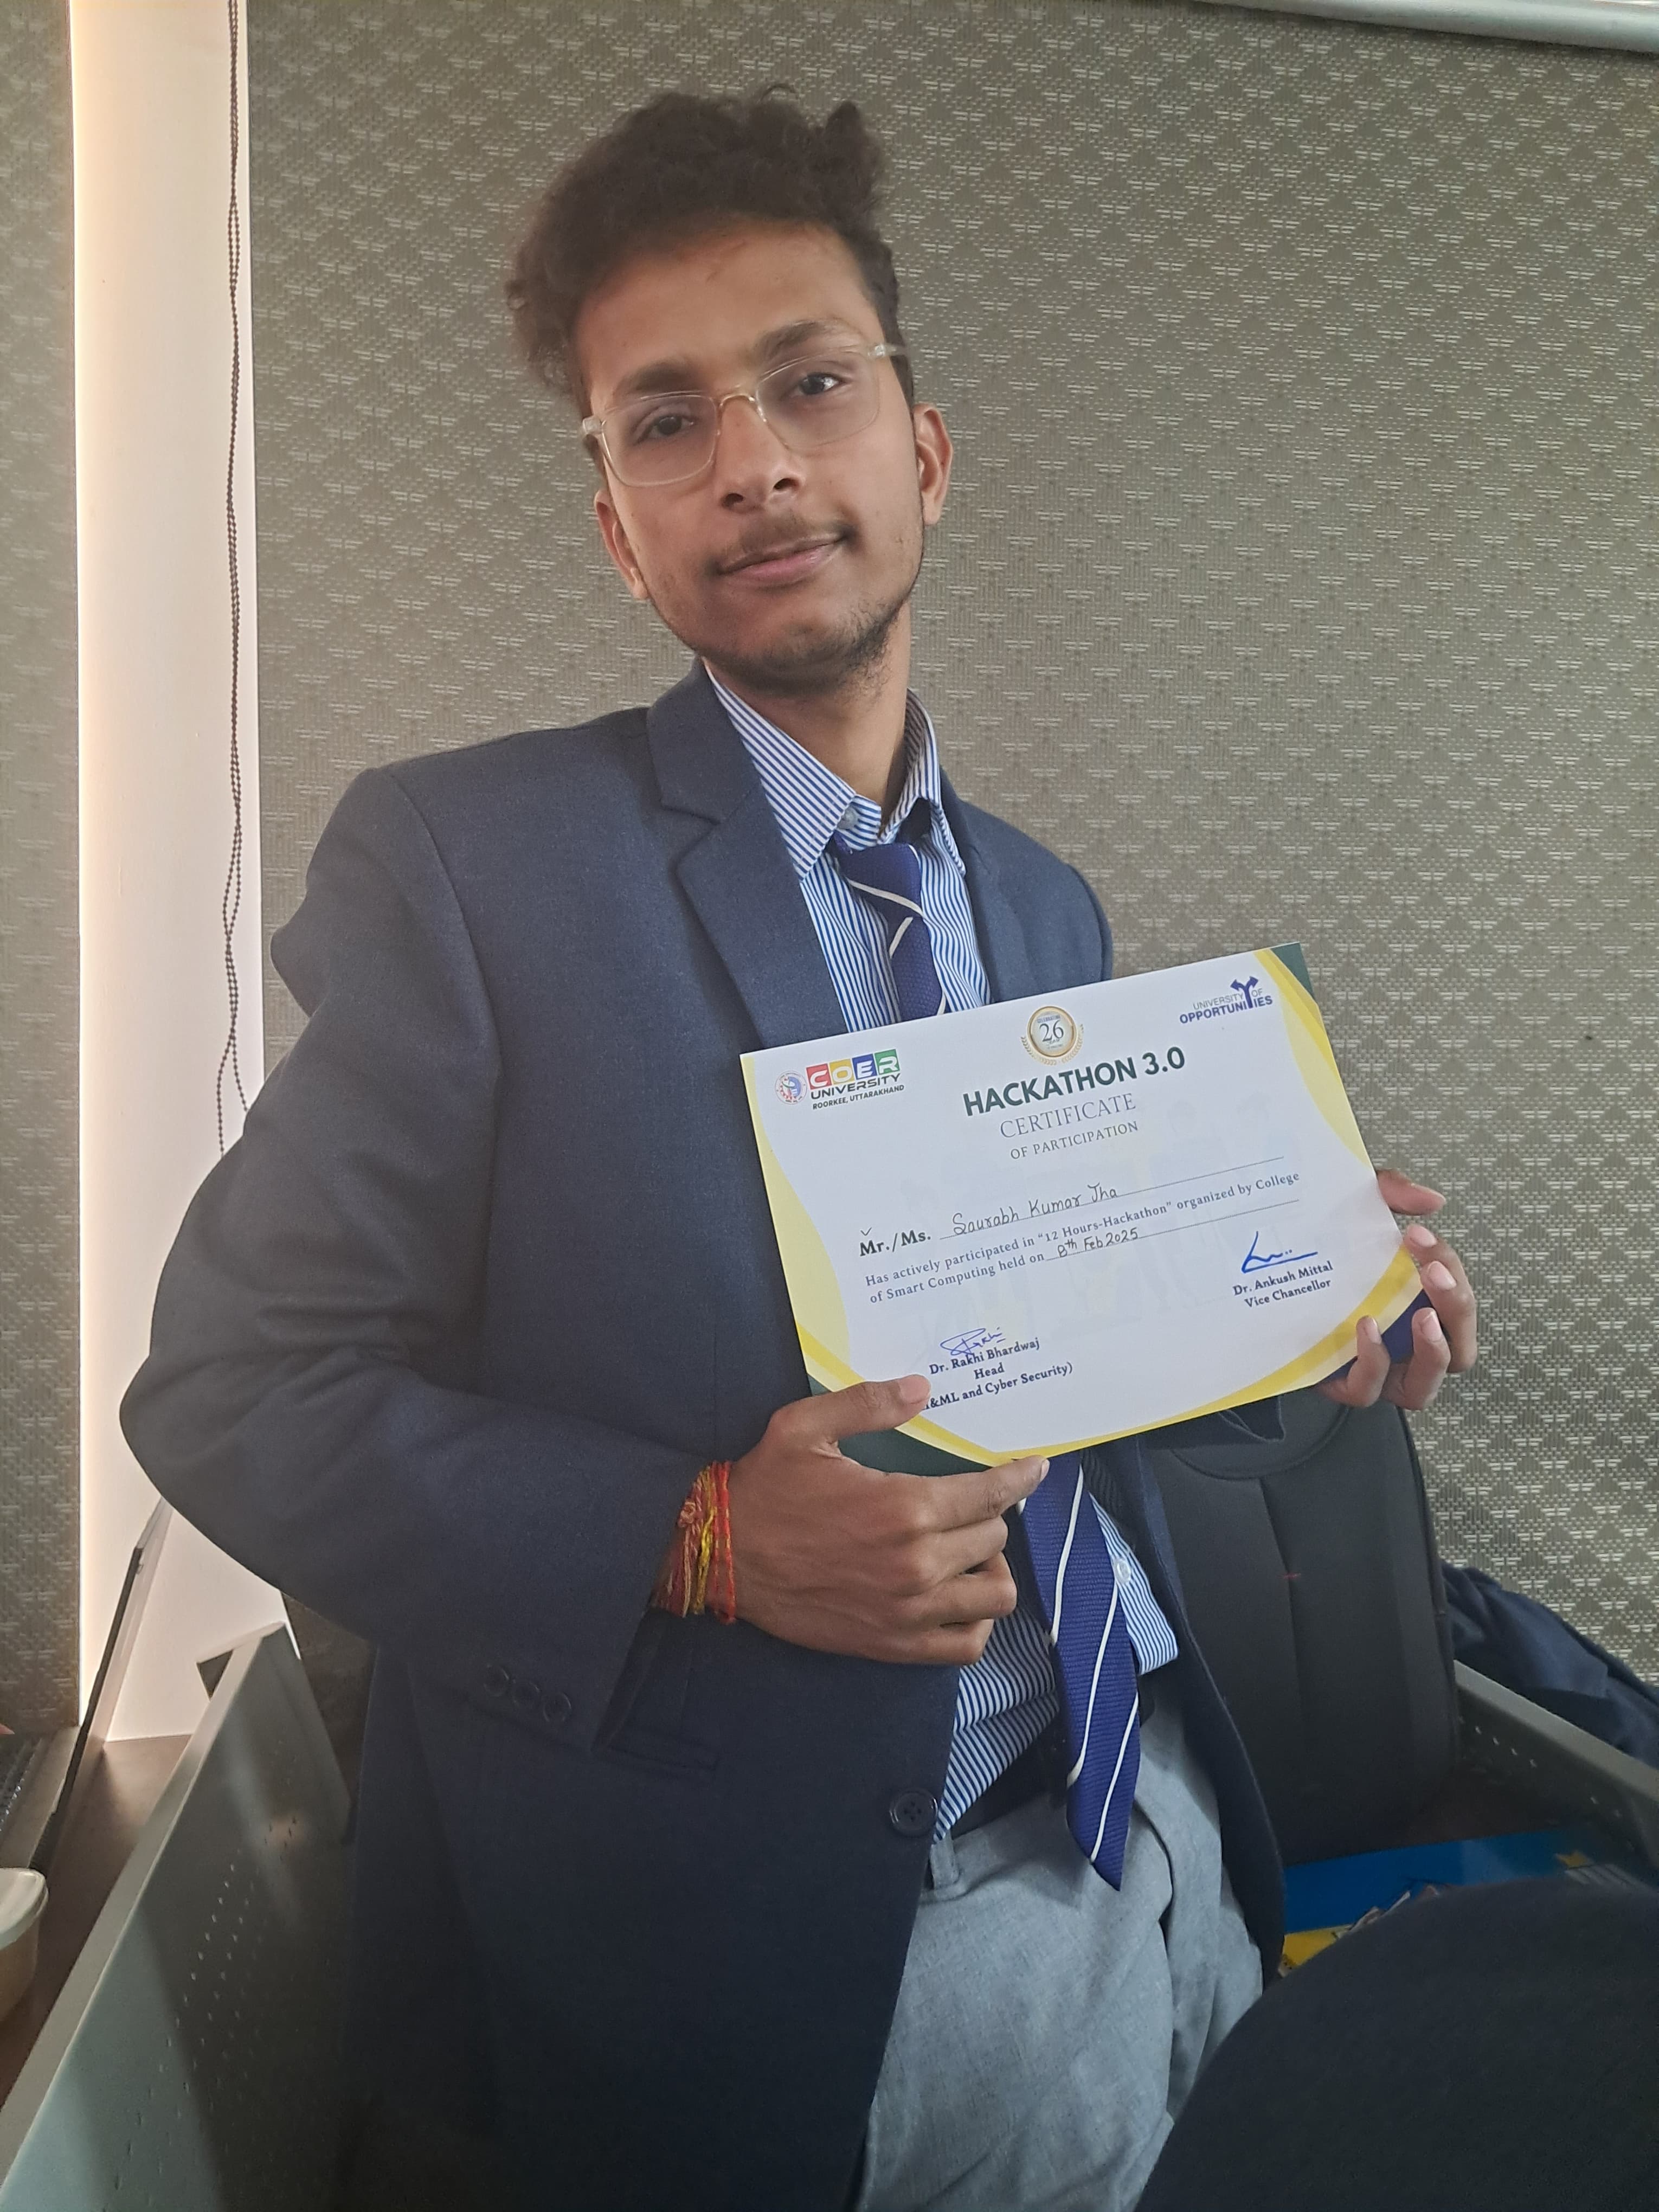 COER
UNIVERSITY
ROORKEE, UTTARAKHAND
26
UNIVERSITY OF
OPPORTUNITIES
HACKATHON 3.0
CERTIFICATE
OF PARTICIPATION
Mr./Ms. Saurabh Kumar Jha
Has actively participated in "12 Hours-Hackathon" organized by College
of Smart Computing held on 8th Feb 2025
Dr. Rakhi Bhardwaj
Head
&ML and Cyber Security)
Dr. Ankush Mittal
Vice Chancellor